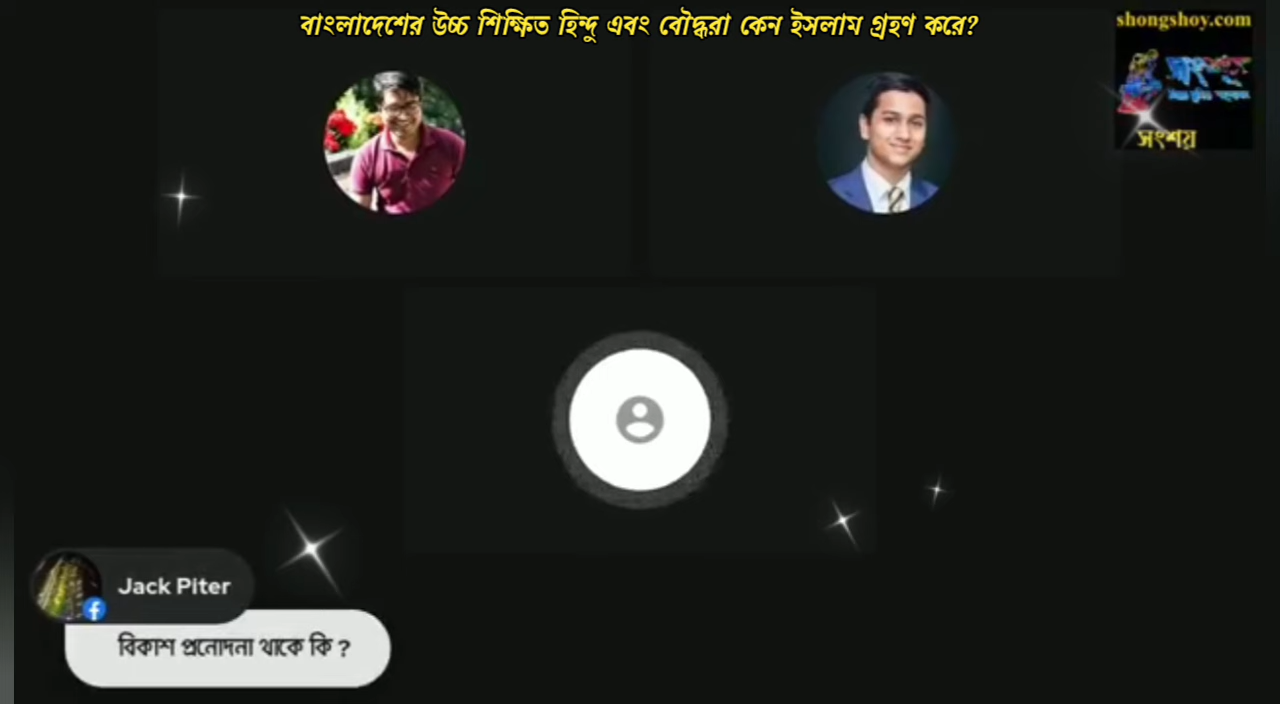 বাংলাদেশের উচ্চ শিক্ষিত হিন্দু এবং বৌদ্ধরা কেন ইসলাম গ্রহণ করে?
shongshoy.com
সংশয়
Jack Piter
বিকাশ প্রনোদনা থাকে কি ?